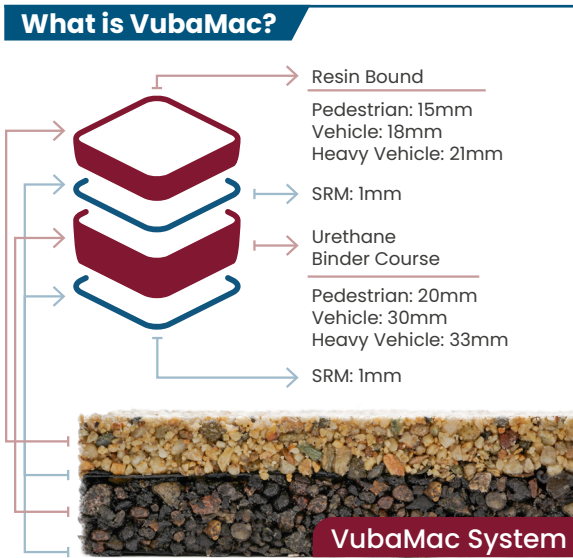 What is VubaMac?
Resin Bound
Pedestrian: 15mm
Vehicle: 18mm
Heavy Vehicle: 21mm
SRM: 1mm
Urethane
Binder Course
Pedestrian: 20mm
Vehicle: 30mm
Heavy Vehicle: 33mm
SRM: 1mm
VubaMac System